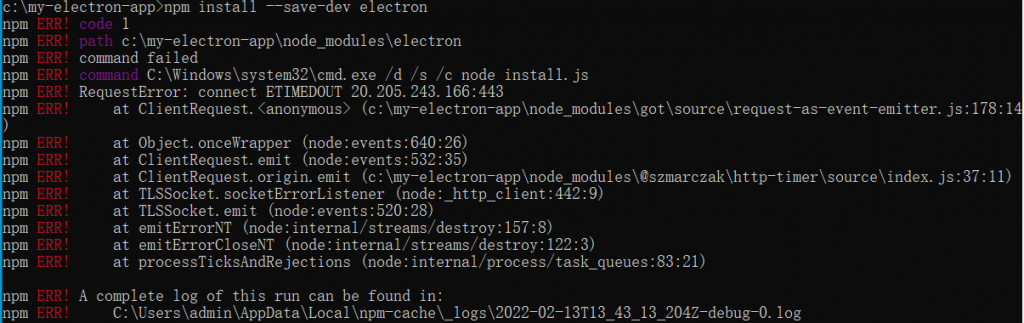 c:\my-electron-app>npm install --save-dev electron
npm ERR! code 1
npm ERR! path c:\my-electron-app\node_modules\electron
npm ERR! command failed
npm ERR! command C:\Windows\system32\cmd.exe /d /s /c node install.js
npm ERR! RequestError: connect ETIMEDOUT 20.205.243.166:443
npm ERR!     at ClientRequest.<anonymous> (c:\my-electron-app\node_modules\got\source\request-as-event-emitter.js:178:14
)
npm ERR!     at Object.onceWrapper (node:events:640:26)
npm ERR!     at ClientRequest.emit (node:events:532:35)
npm ERR!     at ClientRequest.origin.emit (c:\my-electron-app\node_modules\@szmarczak\http-timer\source\index.js:37:11)
npm ERR!     at TLSSocket.socketErrorListener (node:_http_client:442:9)
npm ERR!     at TLSSocket.emit (node:events:520:28)
npm ERR!     at emitErrorNT (node:internal/streams/destroy:157:8)
npm ERR!     at emitErrorCloseNT (node:internal/streams/destroy:122:3)
npm ERR!     at processTicksAndRejections (node:internal/process/task_queues:83:21)
npm ERR! A complete log of this run can be found in:
npm ERR!     C:\Users\admin\AppData\Local\npm-cache\_logs\2022-02-13T13_43_13_204Z-debug-0.log